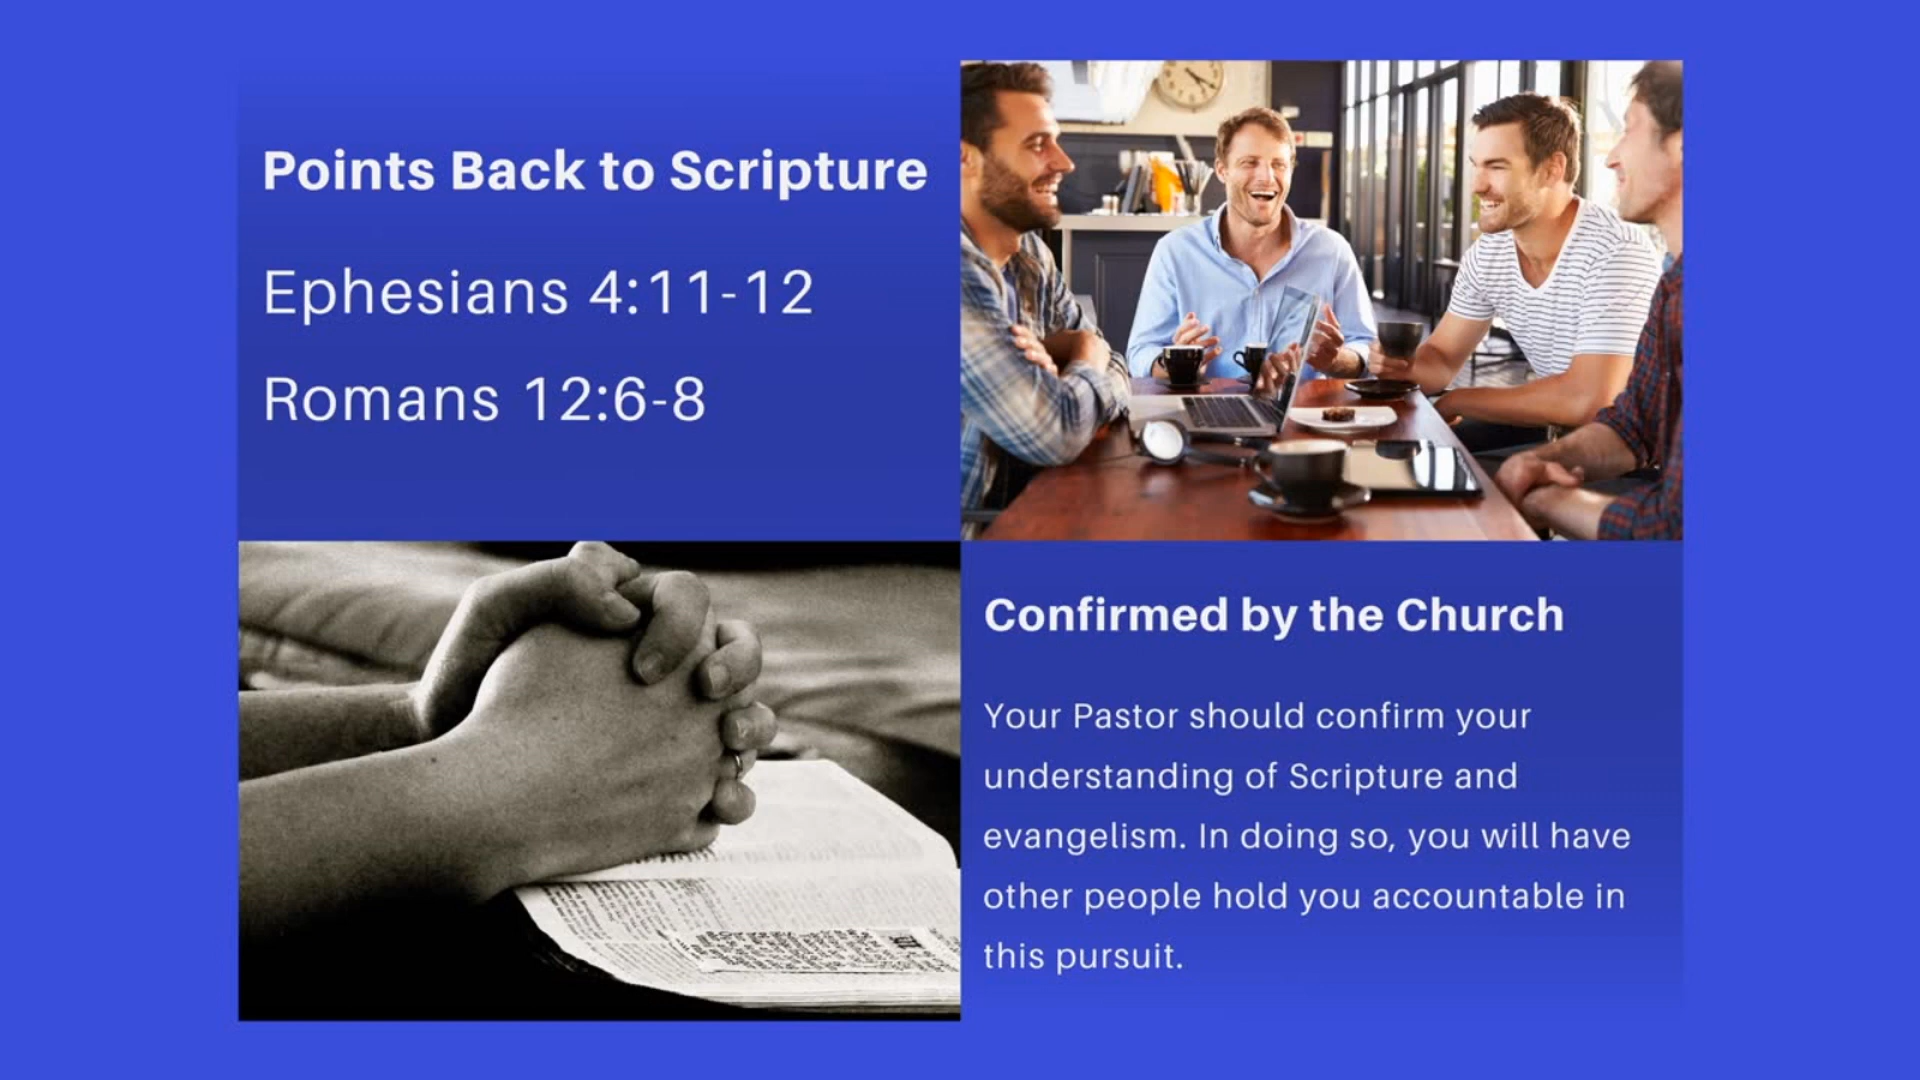 Points Back to Scripture
Ephesians 4:11-12
Romans 12:6-8
Confirmed by the Church
Your Pastor should confirm your
understanding of Scripture and
evangelism. In doing so, you will have
other people hold you accountable in
this pursuit.